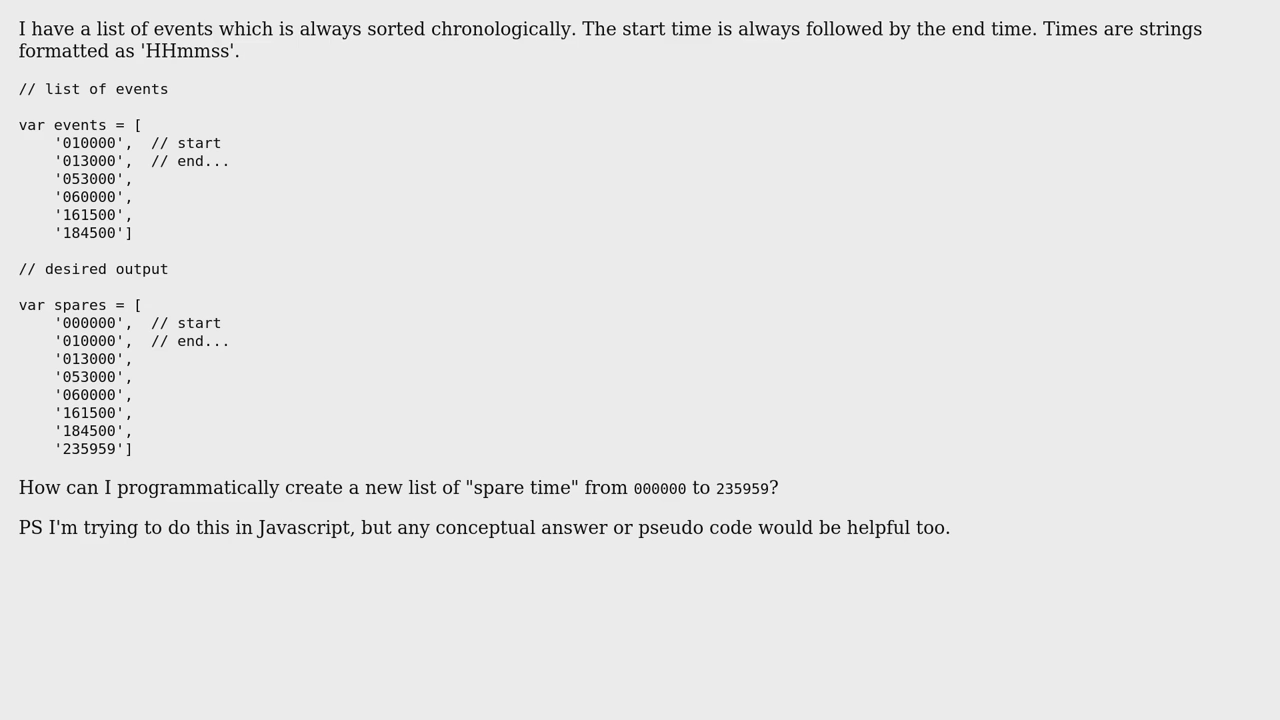 I have a list of events which is always sorted chronologically. The start time is always followed by the end time. Times are strings
formatted as 'HHmmss'.
// list of events
var events = [
    '010000',  // start
    '013000',  // end...
    '053000',
    '060000',
    '161500',
    '184500']
// desired output
var spares = [
    '000000',  // start
    '010000',  // end...
    '013000',
    '053000',
    '060000',
    '161500',
    '184500',
    '235959']
How can I programmatically create a new list of "spare time" from 000000 to 235959?
PS I'm trying to do this in Javascript, but any conceptual answer or pseudo code would be helpful too.